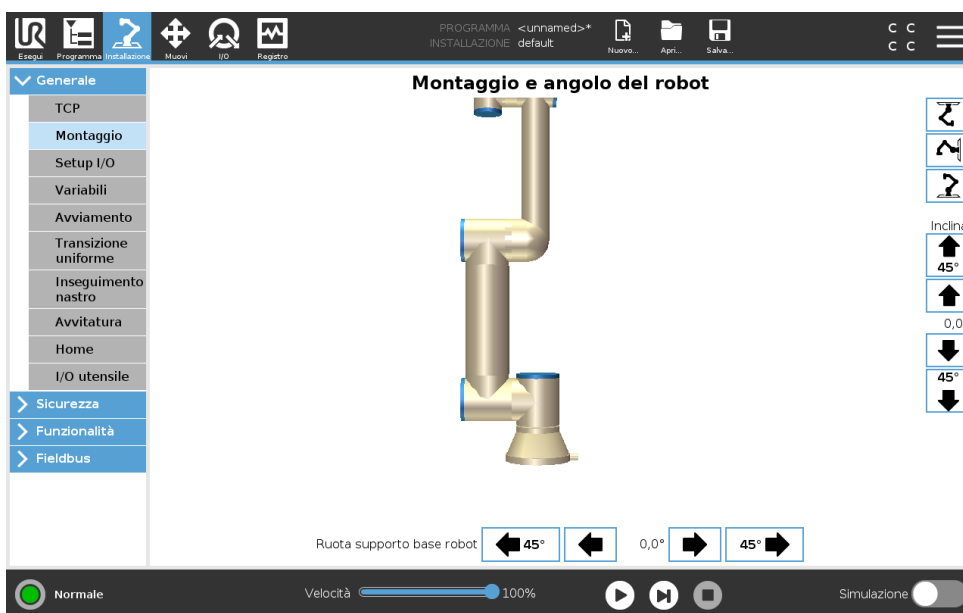 UR
Esegui
Programma
Installazione
Muovi
I/O
Registro
PROGRAMMA <unnamed>*
INSTALLAZIONE default
Nuovo...
Apri...
Salva...
C C
C C
Generale
TCP
Montaggio
Setup I/O
Variabili
Avviamento
Transizione
uniforme
Inseguimento
nastro
Avvitatura
Home
I/O utensile
Sicurezza
Funzionalità
Fieldbus
Montaggio e angolo del robot
Inclina
45°
0,0
45°
Ruota supporto base robot 45° 0,0° 45°
Normale
Velocità 100%
Simulazione